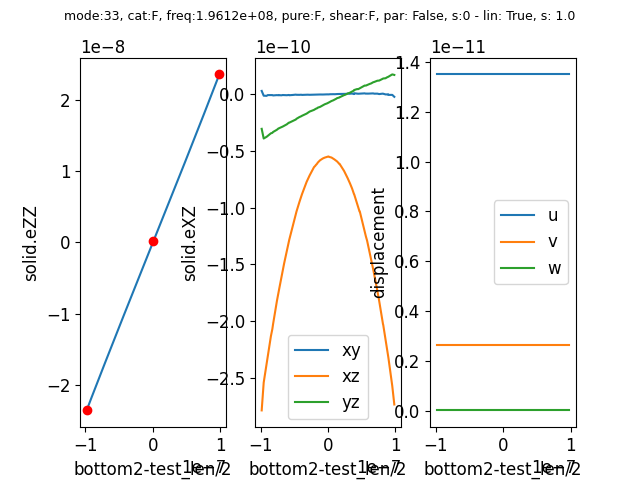 mode:33, cat:F, freq:1.9612e+08, pure:F, shear:F, par: False, s:0 - lin: True, s: 1.0
1e−8
2
1
0
−1
−2
−1
0
1
1e−7
bottom2-test_len/2
solid.eZZ
1e−10
0.0
−0.5
−1.0
−1.5
−2.0
−2.5
−1
0
1
1e−7
bottom2-test_len/2
solid.eXZ
xy
xz
yz
1e−11
1.4
1.2
1.0
0.8
0.6
0.4
0.2
0.0
−1
0
1
1e−7
bottom2-test_len/2
displacement
u
v
w